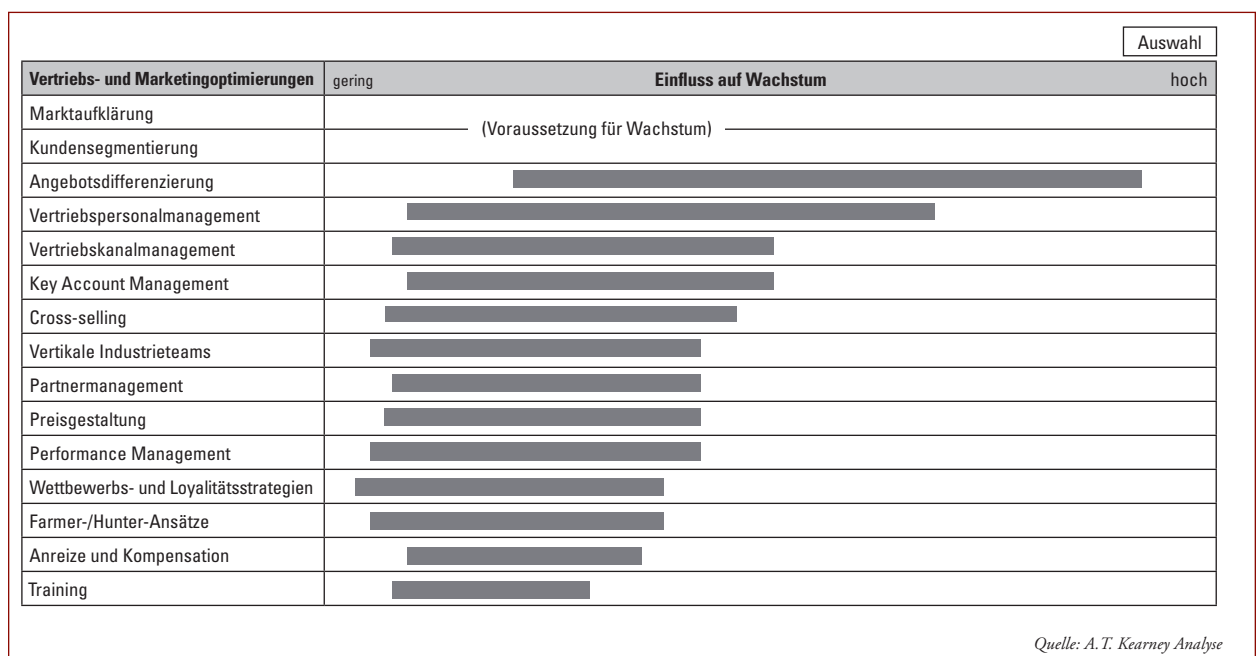 Auswahl
Vertriebs- und Marketingoptimierungen gering Einfluss auf Wachstum hoch
Marktaufklärung
(Voraussetzung für Wachstum)
Kundensegmentierung
Angebotsdifferenzierung
Vertriebspersonalmanagement
Vertriebskanalmanagement
Key Account Management
Cross-selling
Vertikale Industrieteams
Partnermanagement
Preisgestaltung
Performance Management
Wettbewerbs- und Loyalitätsstrategien
Farmer-/Hunter-Ansätze
Anreize und Kompensation
Training
Quelle: A.T. Kearney Analyse